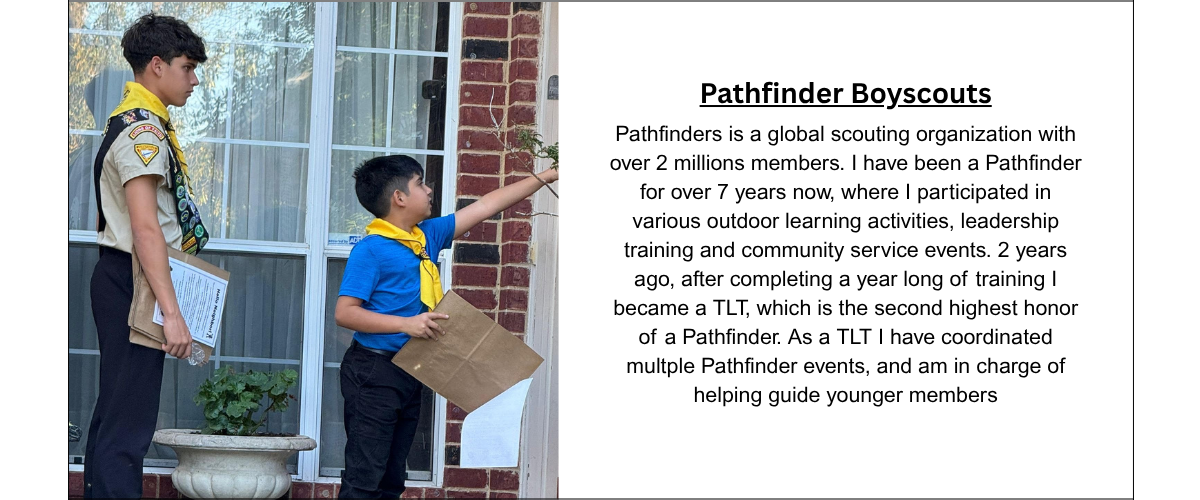 Pathfinder Boyscouts
Pathfinders is a global scouting organization with
over 2 millions members. I have been a Pathfinder
for over 7 years now, where I participated in
various outdoor learning activities, leadership
training and community service events. 2 years
ago, after completing a year long of training I
became a TLT, which is the second highest honor
of a Pathfinder. As a TLT I have coordinated
multple Pathfinder events, and am in charge of
helping guide younger members
Hello Neighbor!